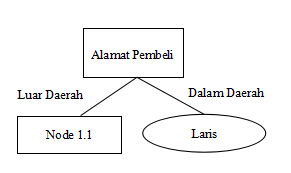 Alamat Pembeli
Luar Daerah
Dalam Daerah
Node 1.1
Laris